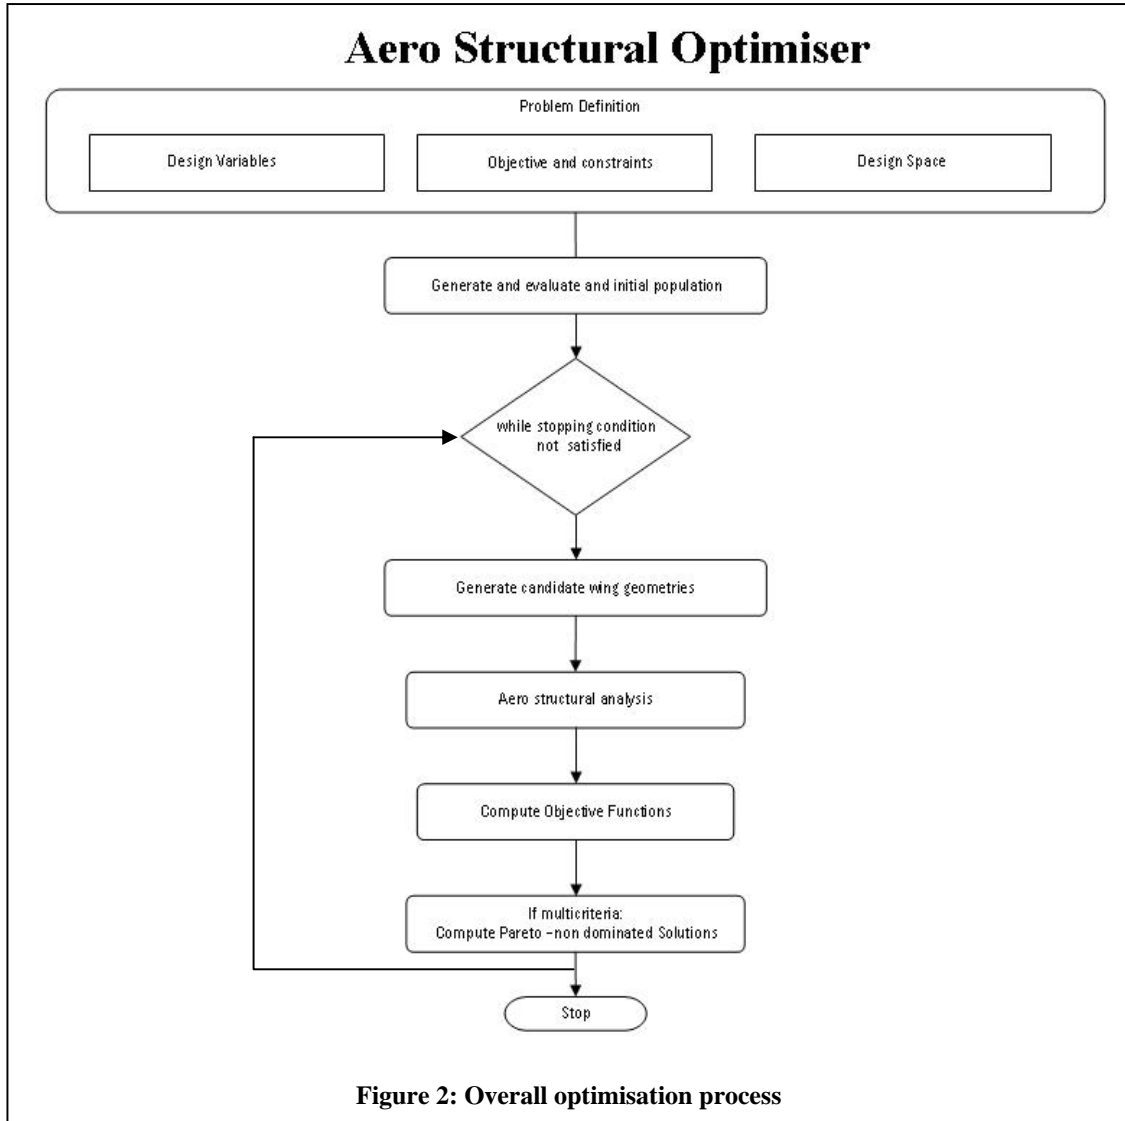 Aero Structural Optimiser
Problem Definition
Design Variables
Objective and constraints
Design Space
Generate and evaluate and initial population
while stopping condition
not satisfied
Generate candidate wing geometries
Aero structural analysis
Compute Objective Functions
If multicriteria:
Compute Pareto –non dominated Solutions
Stop
Figure 2: Overall optimisation process